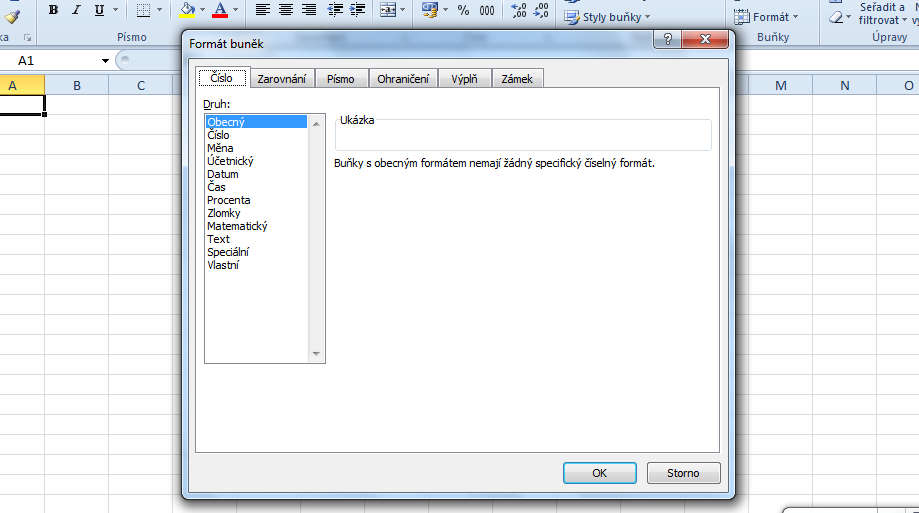 B I U A % 000 Styly buňky Formát Seřadit a
filtrovat
Písmo Buňky Úpravy
A1
A B C M N O
Formát buněk
Číslo Zarovnání Písmo Ohraničení Výplň Zámek
Druh:
Obecný
Číslo
Měna
Účetnický
Datum
Čas
Procenta
Zlomky
Matematický
Text
Speciální
Vlastní
Ukázka
Buňky s obecným formátem nemají žádný specifický číselný formát.
OK Storno